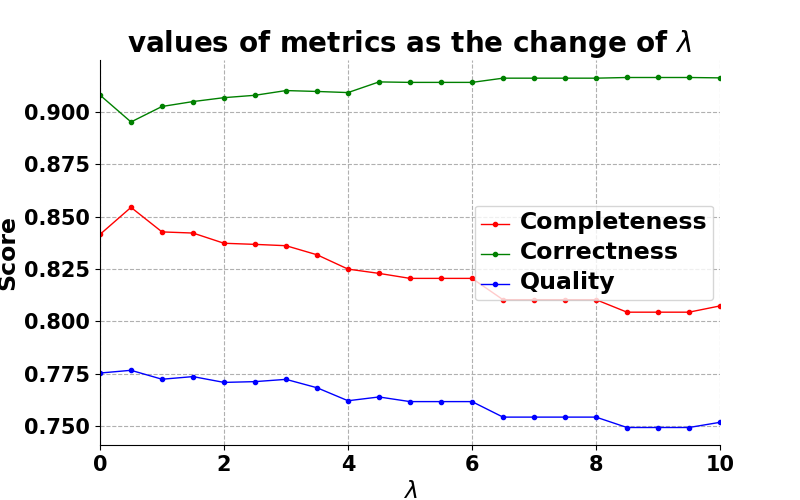 values of metrics as the change of λ
0.900
0.875
0.850
0.825
0.800
0.775
0.750
Score
Completeness
Correctness
Quality
0 2 4 6 8 10
λ